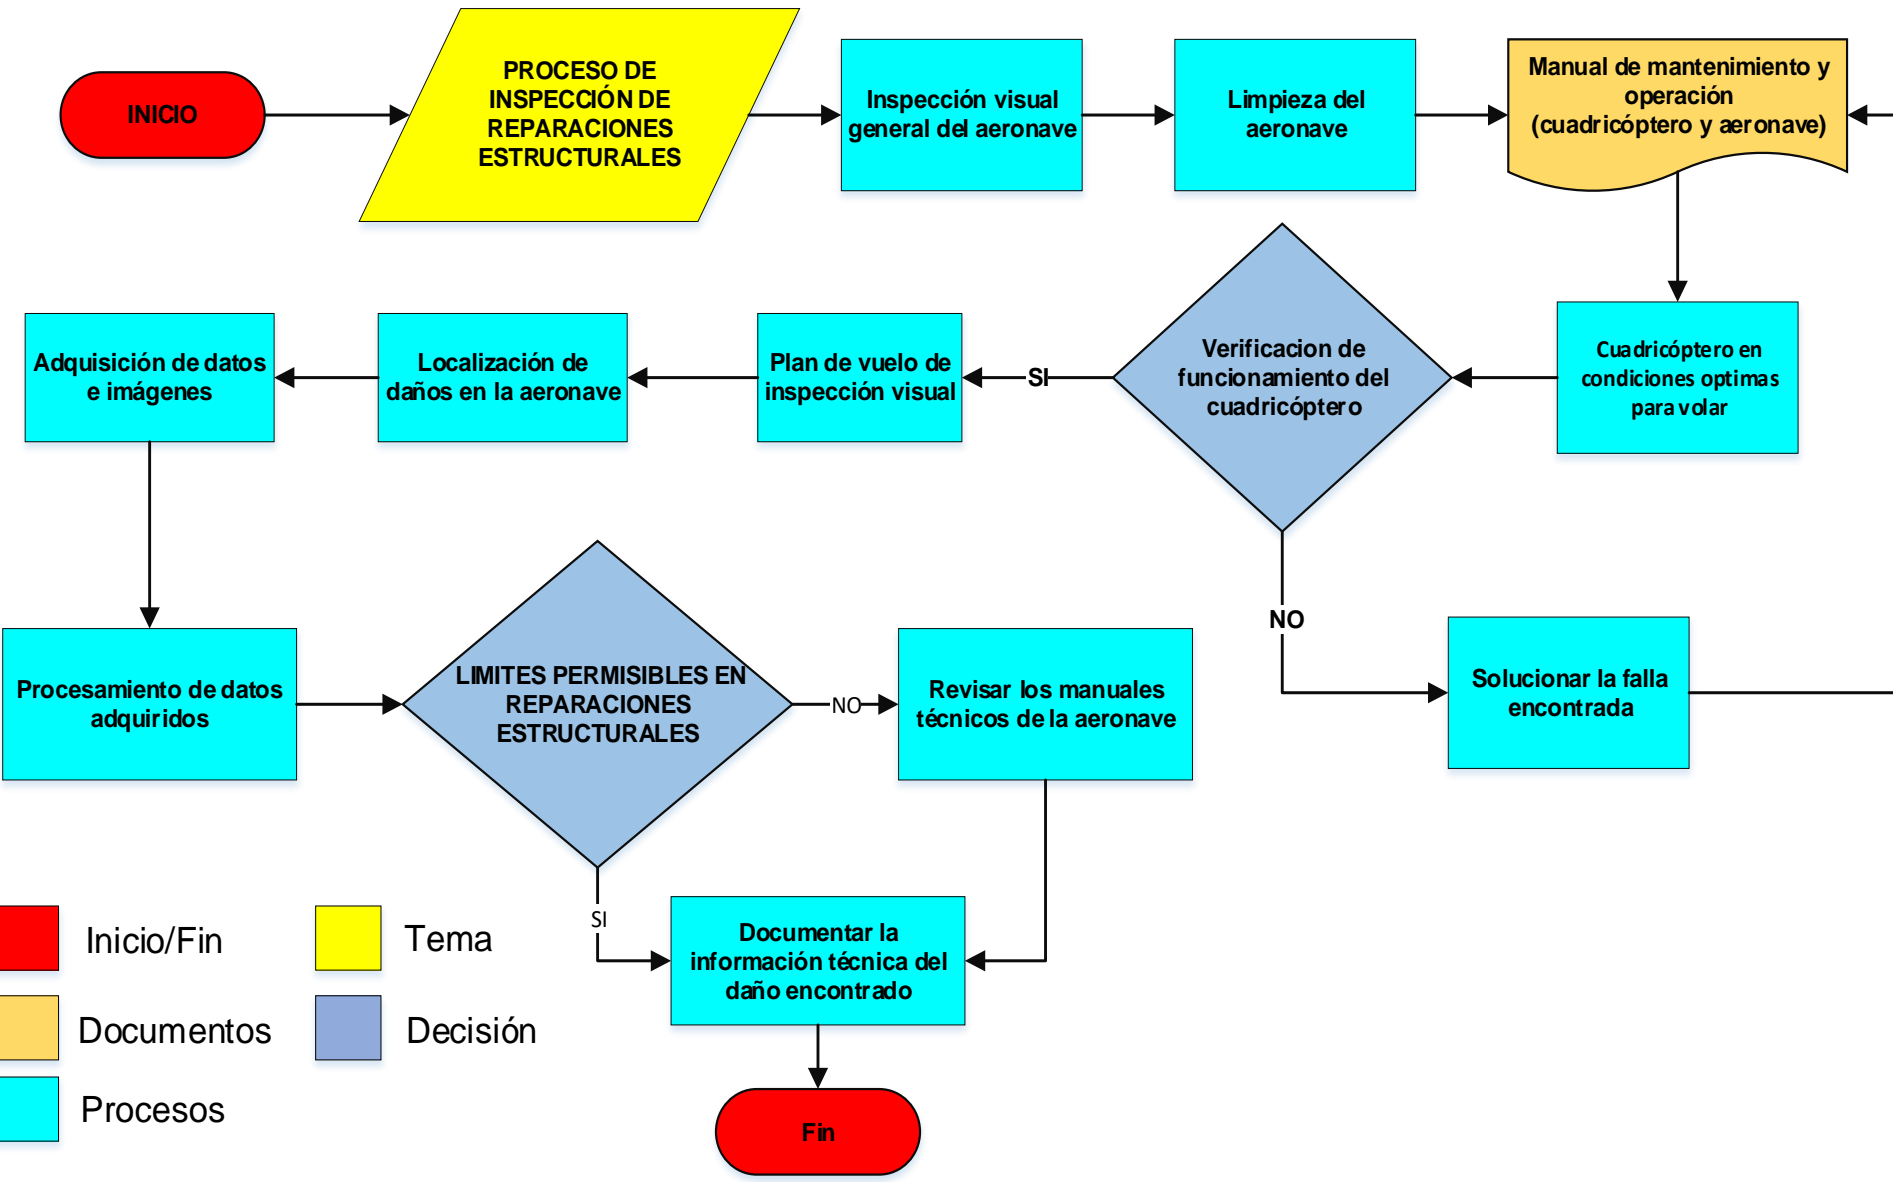 INICIO
PROCESO DE
INSPECCIÓN DE
REPARACIONES
ESTRUCTURALES
Inspección visual
general del aeronave
Limpieza del
aeronave
Manual de mantenimiento y
operación
(cuadricóptero y aeronave)
Adquisición de datos
e imágenes
Localización de
daños en la aeronave
Plan de vuelo de
inspección visual
SI
Verificacion de
funcionamiento del
cuadricóptero
Cuadricóptero en
condiciones optimas
para volar
NO
Procesamiento de datos
adquiridos
LIMITES PERMISIBLES EN
REPARACIONES
ESTRUCTURALES
NO
Revisar los manuales
técnicos de la aeronave
Solucionar la falla
encontrada
SI
Documentar la
información técnica del
daño encontrado
Fin
Inicio/Fin
Tema
Documentos
Decisión
Procesos